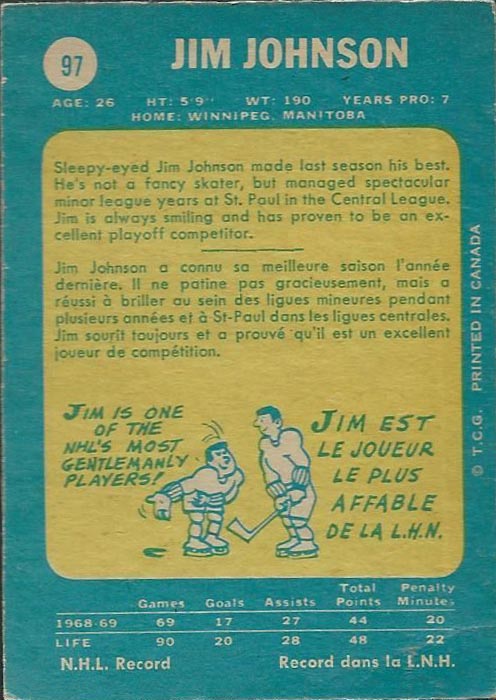 97
JIM JOHNSON
AGE: 26 HT: 5'9" WT: 190 YEARS PRO: 7
HOME: WINNIPEG, MANITOBA
Sleepy-eyed Jim Johnson made last season his best.
He's not a fancy skater, but managed spectacular
minor league years at St. Paul in the Central League.
Jim is always smiling and has proven to be an ex-
cellent playoff competitor.
Jim Johnson a connu sa meilleure saison l'année
dernière. Il ne patine pas gracieusement, mais a
réussi à briller au sein des ligues mineures pendant
plusieurs années et à St-Paul dans les ligues centrales.
Jim sourit toujours et a prouvé qu'il est un excellent
joueur de compétition.
JIM IS ONE
OF THE
NHL'S MOST
GENTLEMANLY
PLAYERS!
JIM EST
LE JOUEUR
LE PLUS
AFFABLE
DE LA L.H.N.
© T.C.G. PRINTED IN CANADA
Games Goals Assists Total Points Penalty Minutes
1968-69 69 17 27 44 20
LIFE 90 20 28 48 22
N.H.L. Record Record dans la L.N.H.